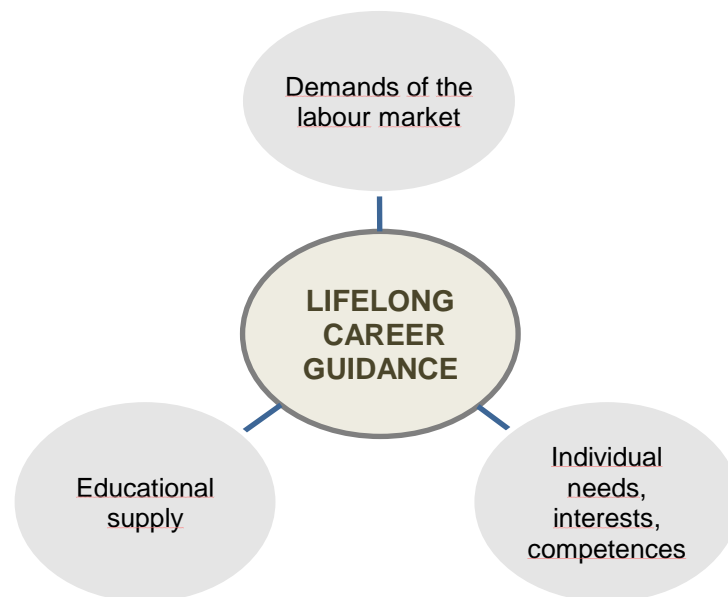 Demands of the
labour market
LIFELONG
CAREER
GUIDANCE
Educational
supply
Individual
needs,
interests,
competences